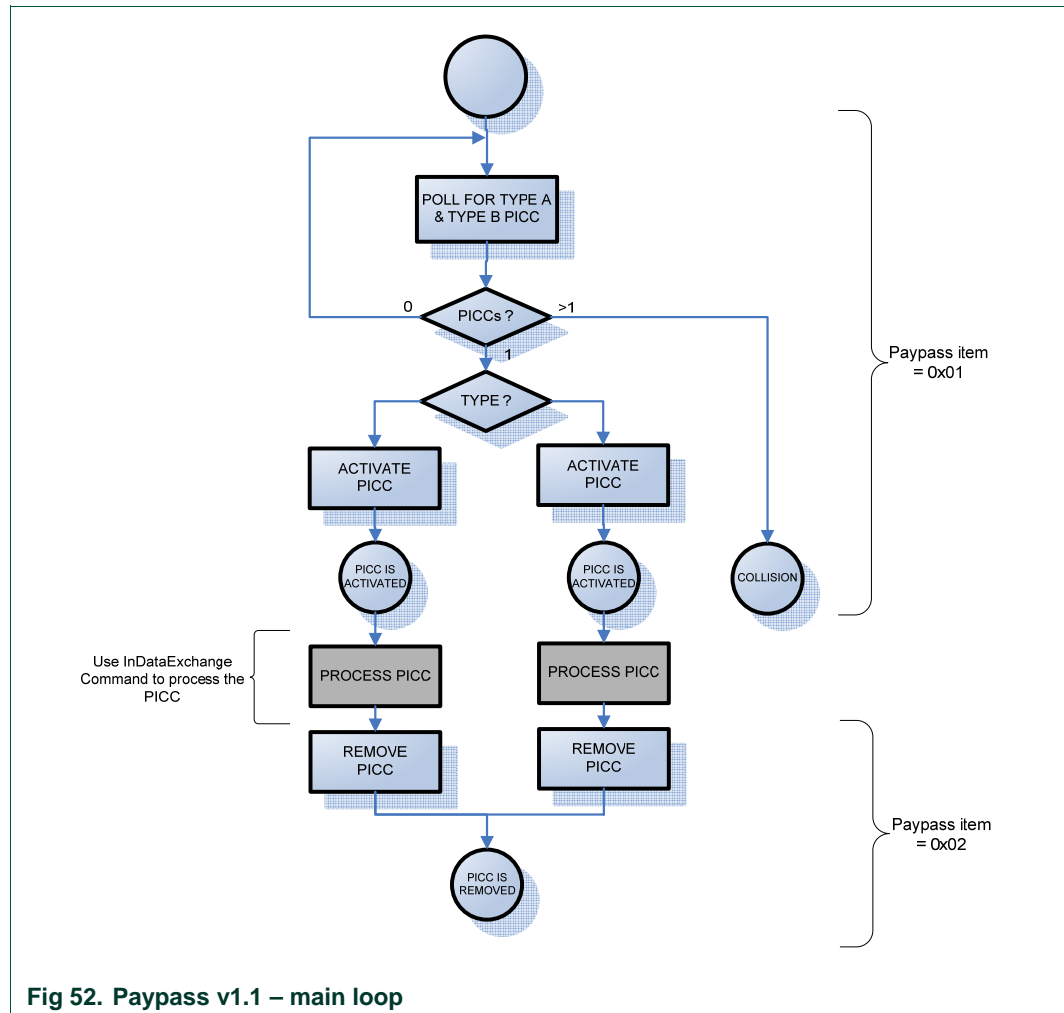 POLL FOR TYPE A
& TYPE B PICC
0
PICCs ?
>1
1
TYPE ?
Paypass item
= 0x01
ACTIVATE
PICC
ACTIVATE
PICC
PICC IS
ACTIVATED
PICC IS
ACTIVATED
COLLISION
Use InDataExchange
Command to process the
PICC
PROCESS PICC
PROCESS PICC
REMOVE
PICC
REMOVE
PICC
Paypass item
= 0x02
PICC IS
REMOVED
Fig 52. Paypass v1.1 – main loop